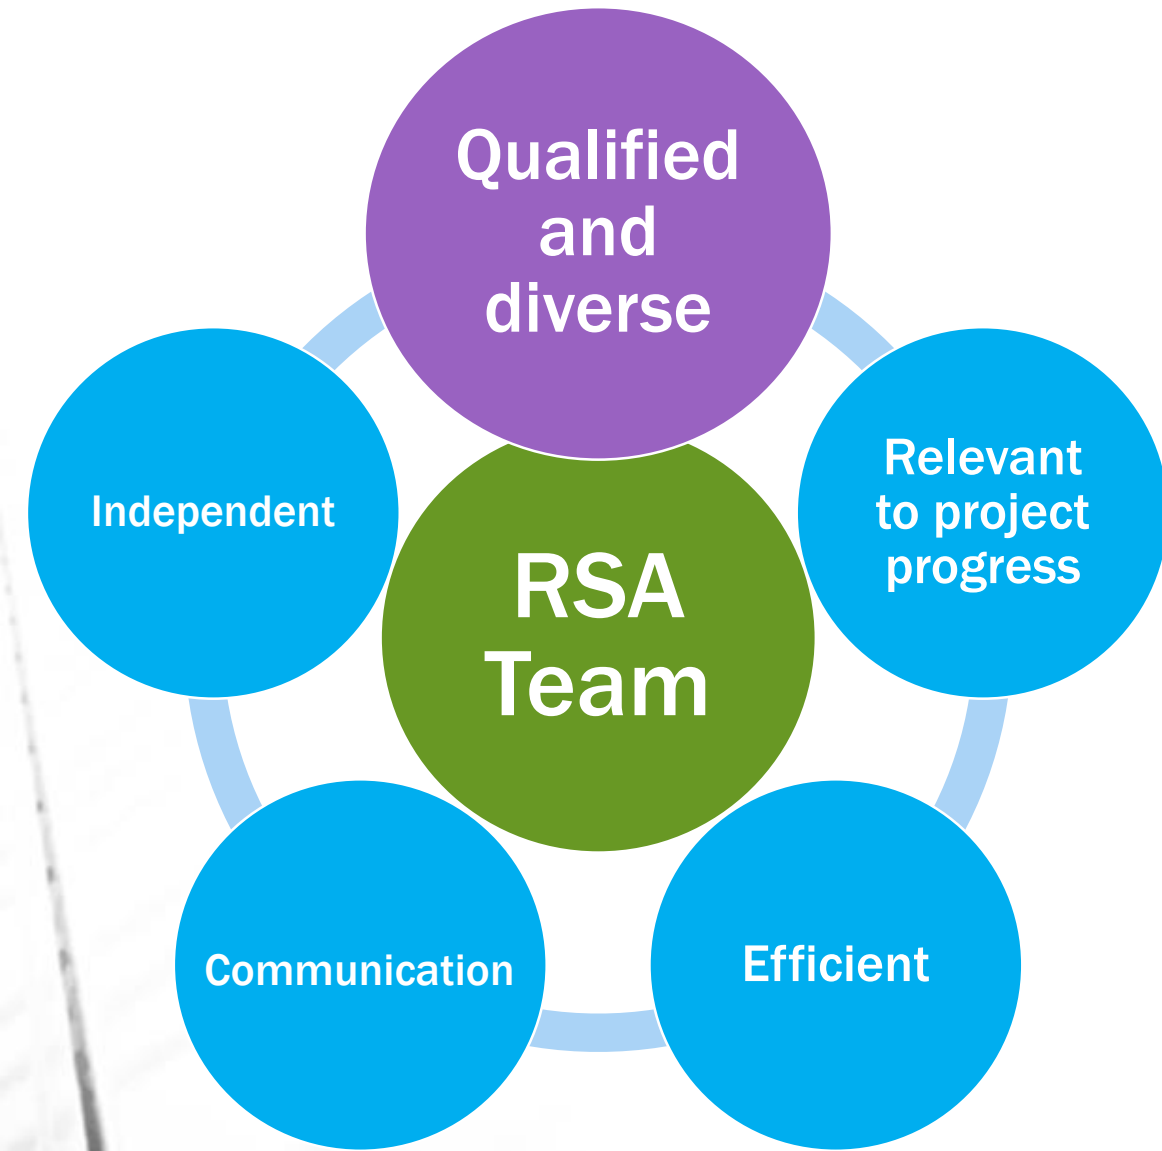 Qualified
and
diverse
Relevant
to project
progress
Efficient
Communication
Independent
RSA
Team